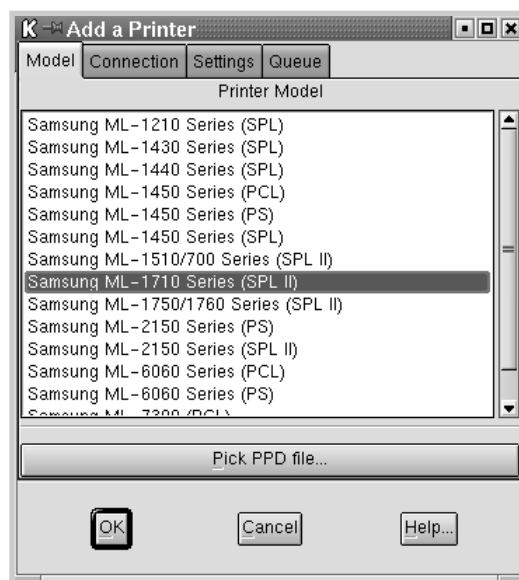 Add a Printer
Model Connection Settings Queue
Printer Model
Samsung ML-1210 Series (SPL)
Samsung ML-1430 Series (SPL)
Samsung ML-1440 Series (SPL)
Samsung ML-1450 Series (PCL)
Samsung ML-1450 Series (PS)
Samsung ML-1450 Series (SPL)
Samsung ML-1510/700 Series (SPL II)
Samsung ML-1710 Series (SPL II)
Samsung ML-1750/1760 Series (SPL II)
Samsung ML-2150 Series (PS)
Samsung ML-2150 Series (SPL II)
Samsung ML-6060 Series (PCL)
Samsung ML-6060 Series (PS)
Samsung ML-7300 (PCL)
Pick PPD file...
OK Cancel Help...